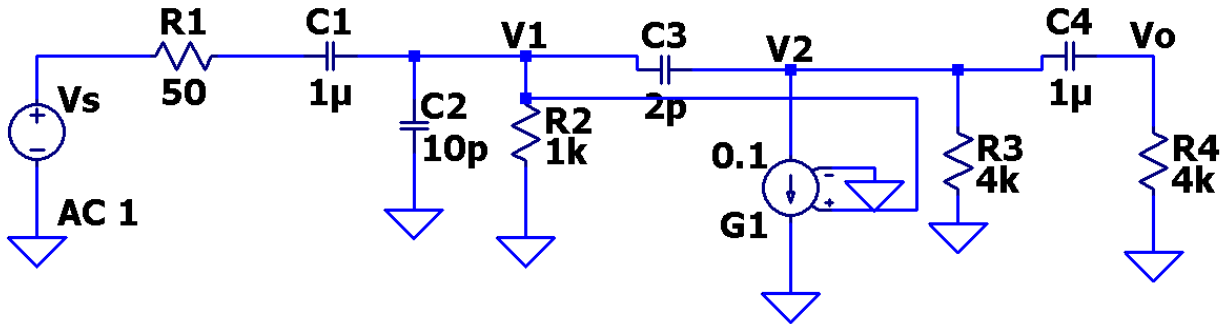 R1
C1
V1
C3
V2
C4
Vo
50
1µ
2p
1µ
Vs
C2
10p
R2
1k
0.1
R3
4k
R4
4k
AC 1
G1
+
−
+
−